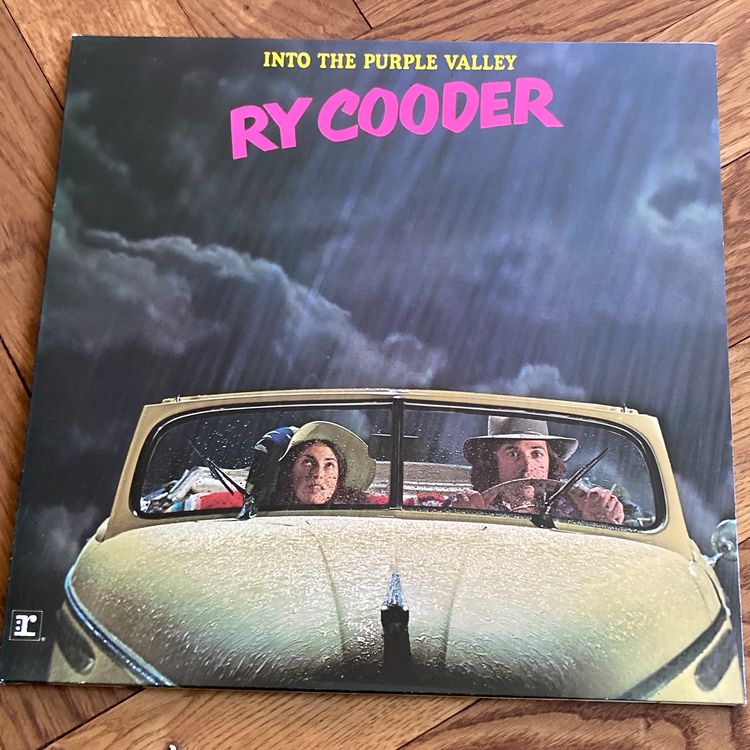 INTO THE PURPLE VALLEY
RY COODER
r